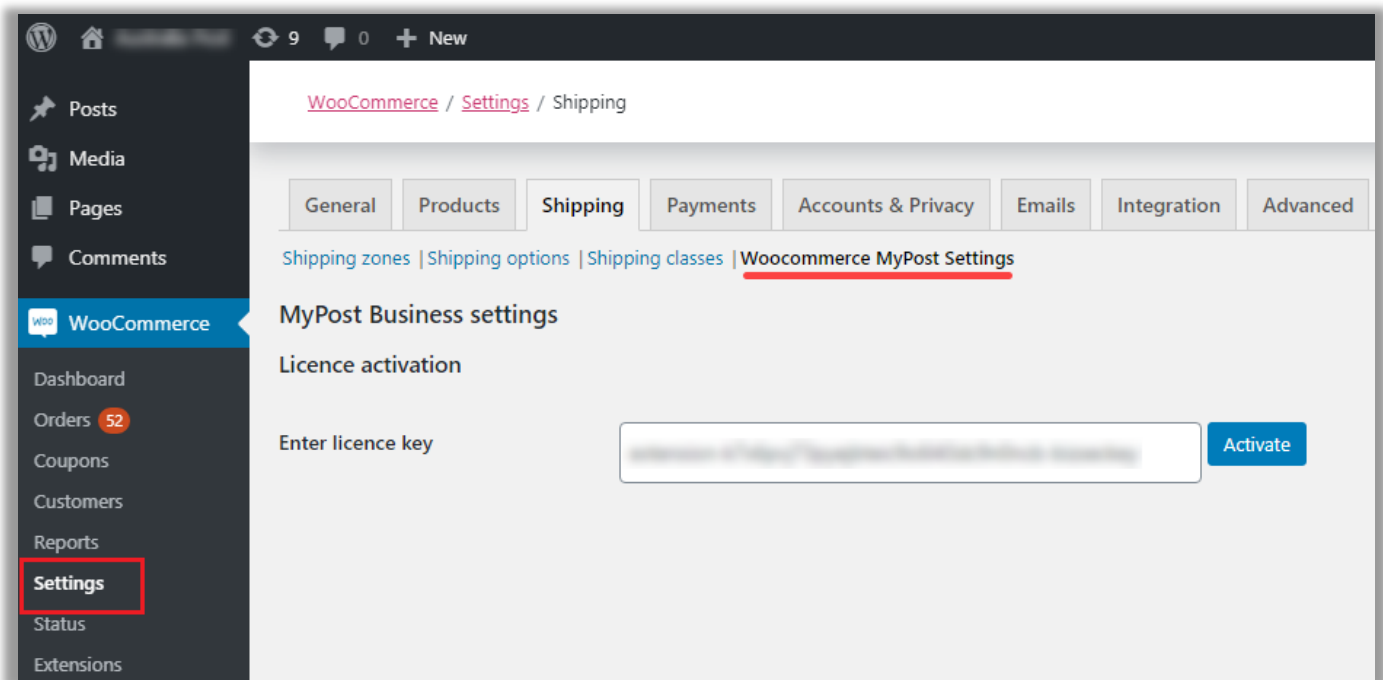 9 0 New
Posts
Media
Pages
Comments
WOO WooCommerce
Dashboard
Orders 52
Coupons
Customers
Reports
Settings
Status
Extensions
WooCommerce / Settings / Shipping
General Products Shipping Payments Accounts & Privacy Emails Integration Advanced
Shipping zones | Shipping options | Shipping classes | Woocommerce MyPost Settings
MyPost Business settings
Licence activation
Enter licence key Activate